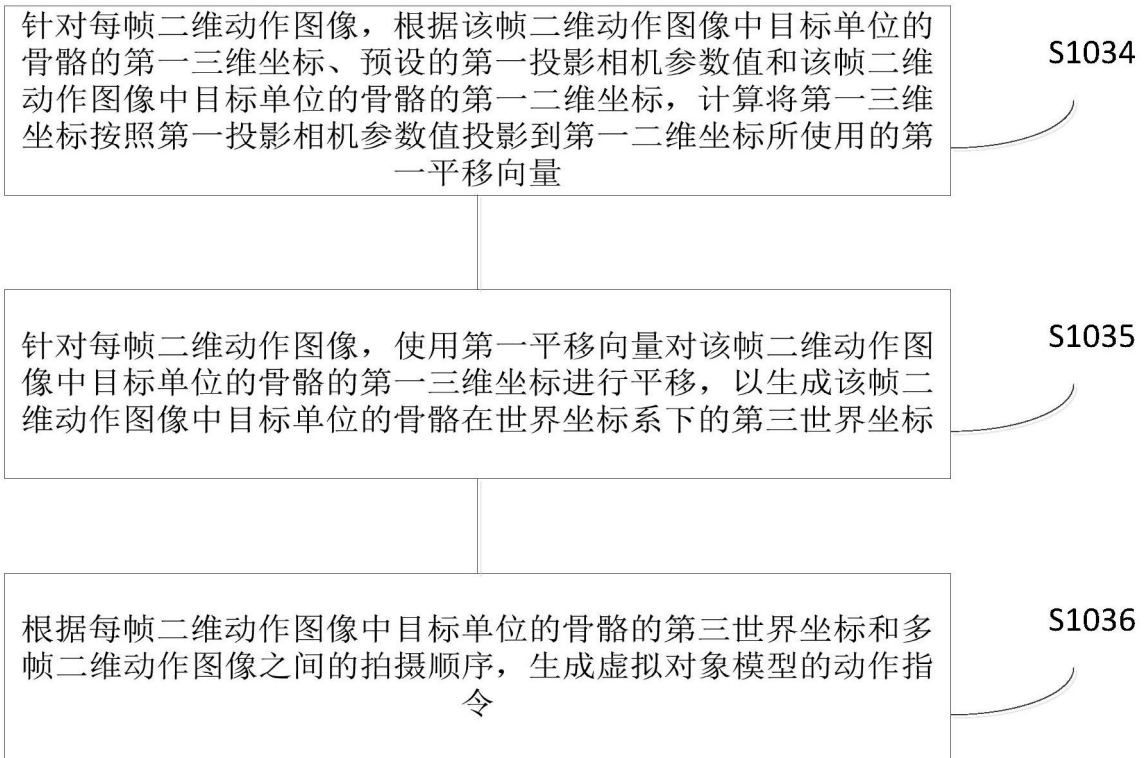 针对每帧二维动作图像，根据该帧二维动作图像中目标单位的
骨骼的第一三维坐标、预设的第一投影相机参数值和该帧二维
动作图像中目标单位的骨骼的第一二维坐标，计算将第一三维
坐标按照第一投影相机参数值投影到第一二维坐标所使用的第
一平移向量
S1034
针对每帧二维动作图像，使用第一平移向量对该帧二维动作图
像中目标单位的骨骼的第一三维坐标进行平移，以生成该帧二
维动作图像中目标单位的骨骼在世界坐标系下的第三世界坐标
S1035
根据每帧二维动作图像中目标单位的骨骼的第三世界坐标和多
帧二维动作图像之间的拍摄顺序，生成虚拟对象模型的动作指
令
S1036